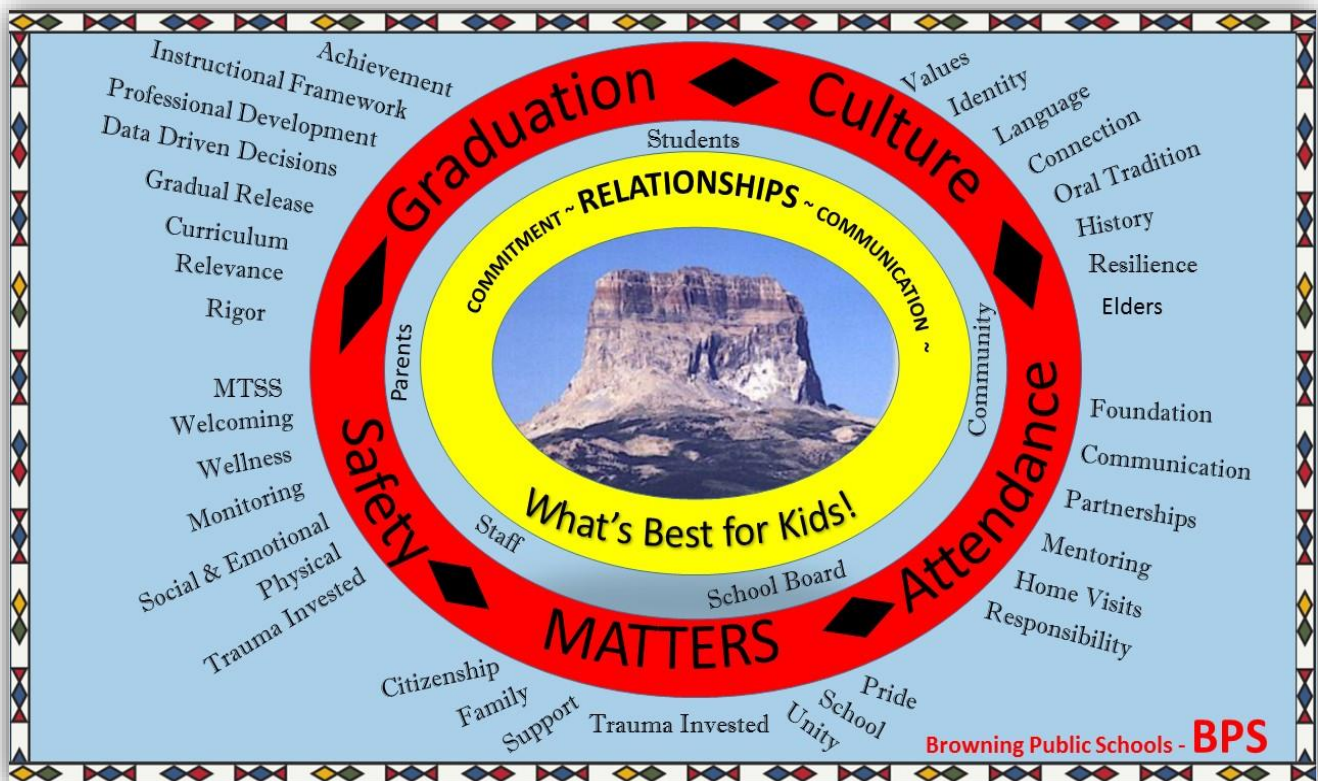 Achievement
Instructional Framework
Professional Development
Data Driven Decisions
Gradual Release
Curriculum
Relevance
Rigor
Graduation
Culture
Values
Identity
Language
Connection
Oral Tradition
History
Resilience
Elders
Students
COMMITMENT ~ RELATIONSHIPS ~ COMMUNICATION ~
Parents
Community
What's Best for Kids!
Staff
School Board
Safety
MATTERS
Attendance
MTSS
Welcoming
Wellness
Monitoring
Social & Emotional
Physical
Trauma Invested
Foundation
Communication
Partnerships
Mentoring
Home Visits
Responsibility
Citizenship
Family
Support
Trauma Invested
Unity
School
Pride
Browning Public Schools - BPS